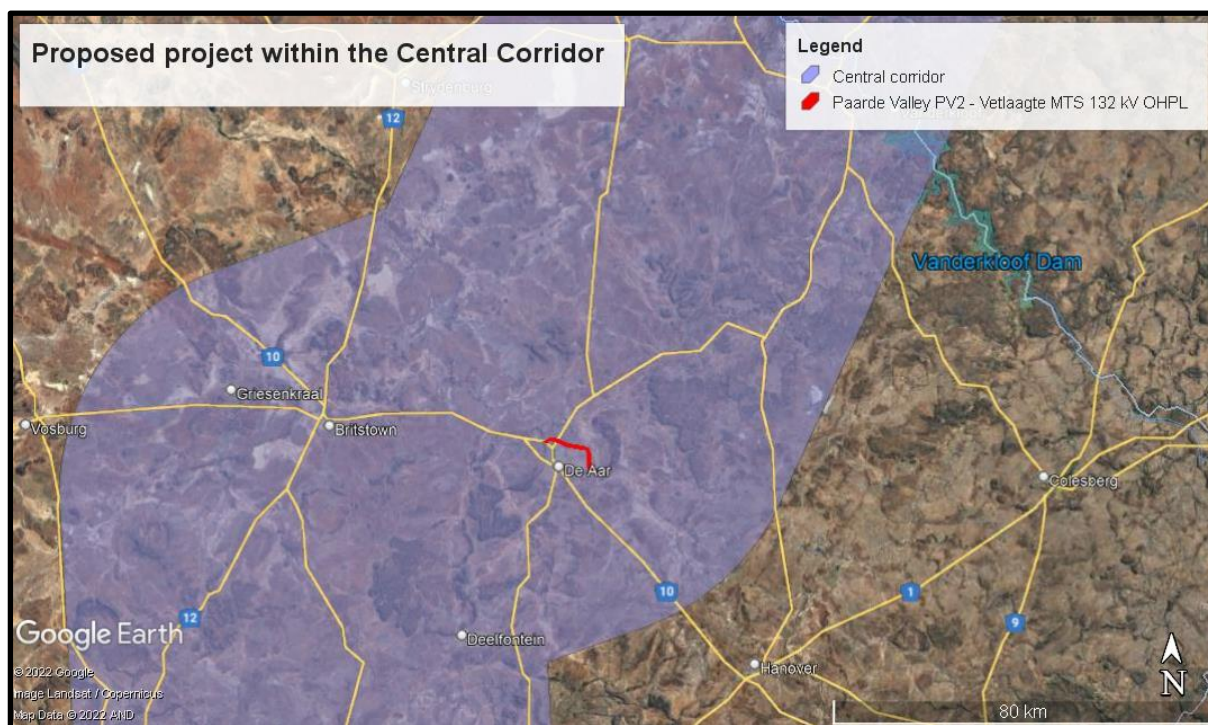 Proposed project within the Central Corridor
Legend
Central corridor
Paarde Valley PV2 - Vetlaagte MTS 132 kV OHPL
Strydenburg
12
Vanderkloof Dam
10
Griesenkraal
Vosburg
Britstown
De Aar
Colesberg
12
10
1
9
Deelfontein
Hanover
Google Earth
© 2022 Google
Image Landsat / Copernicus
Map Data © 2022 AND
N
80 km